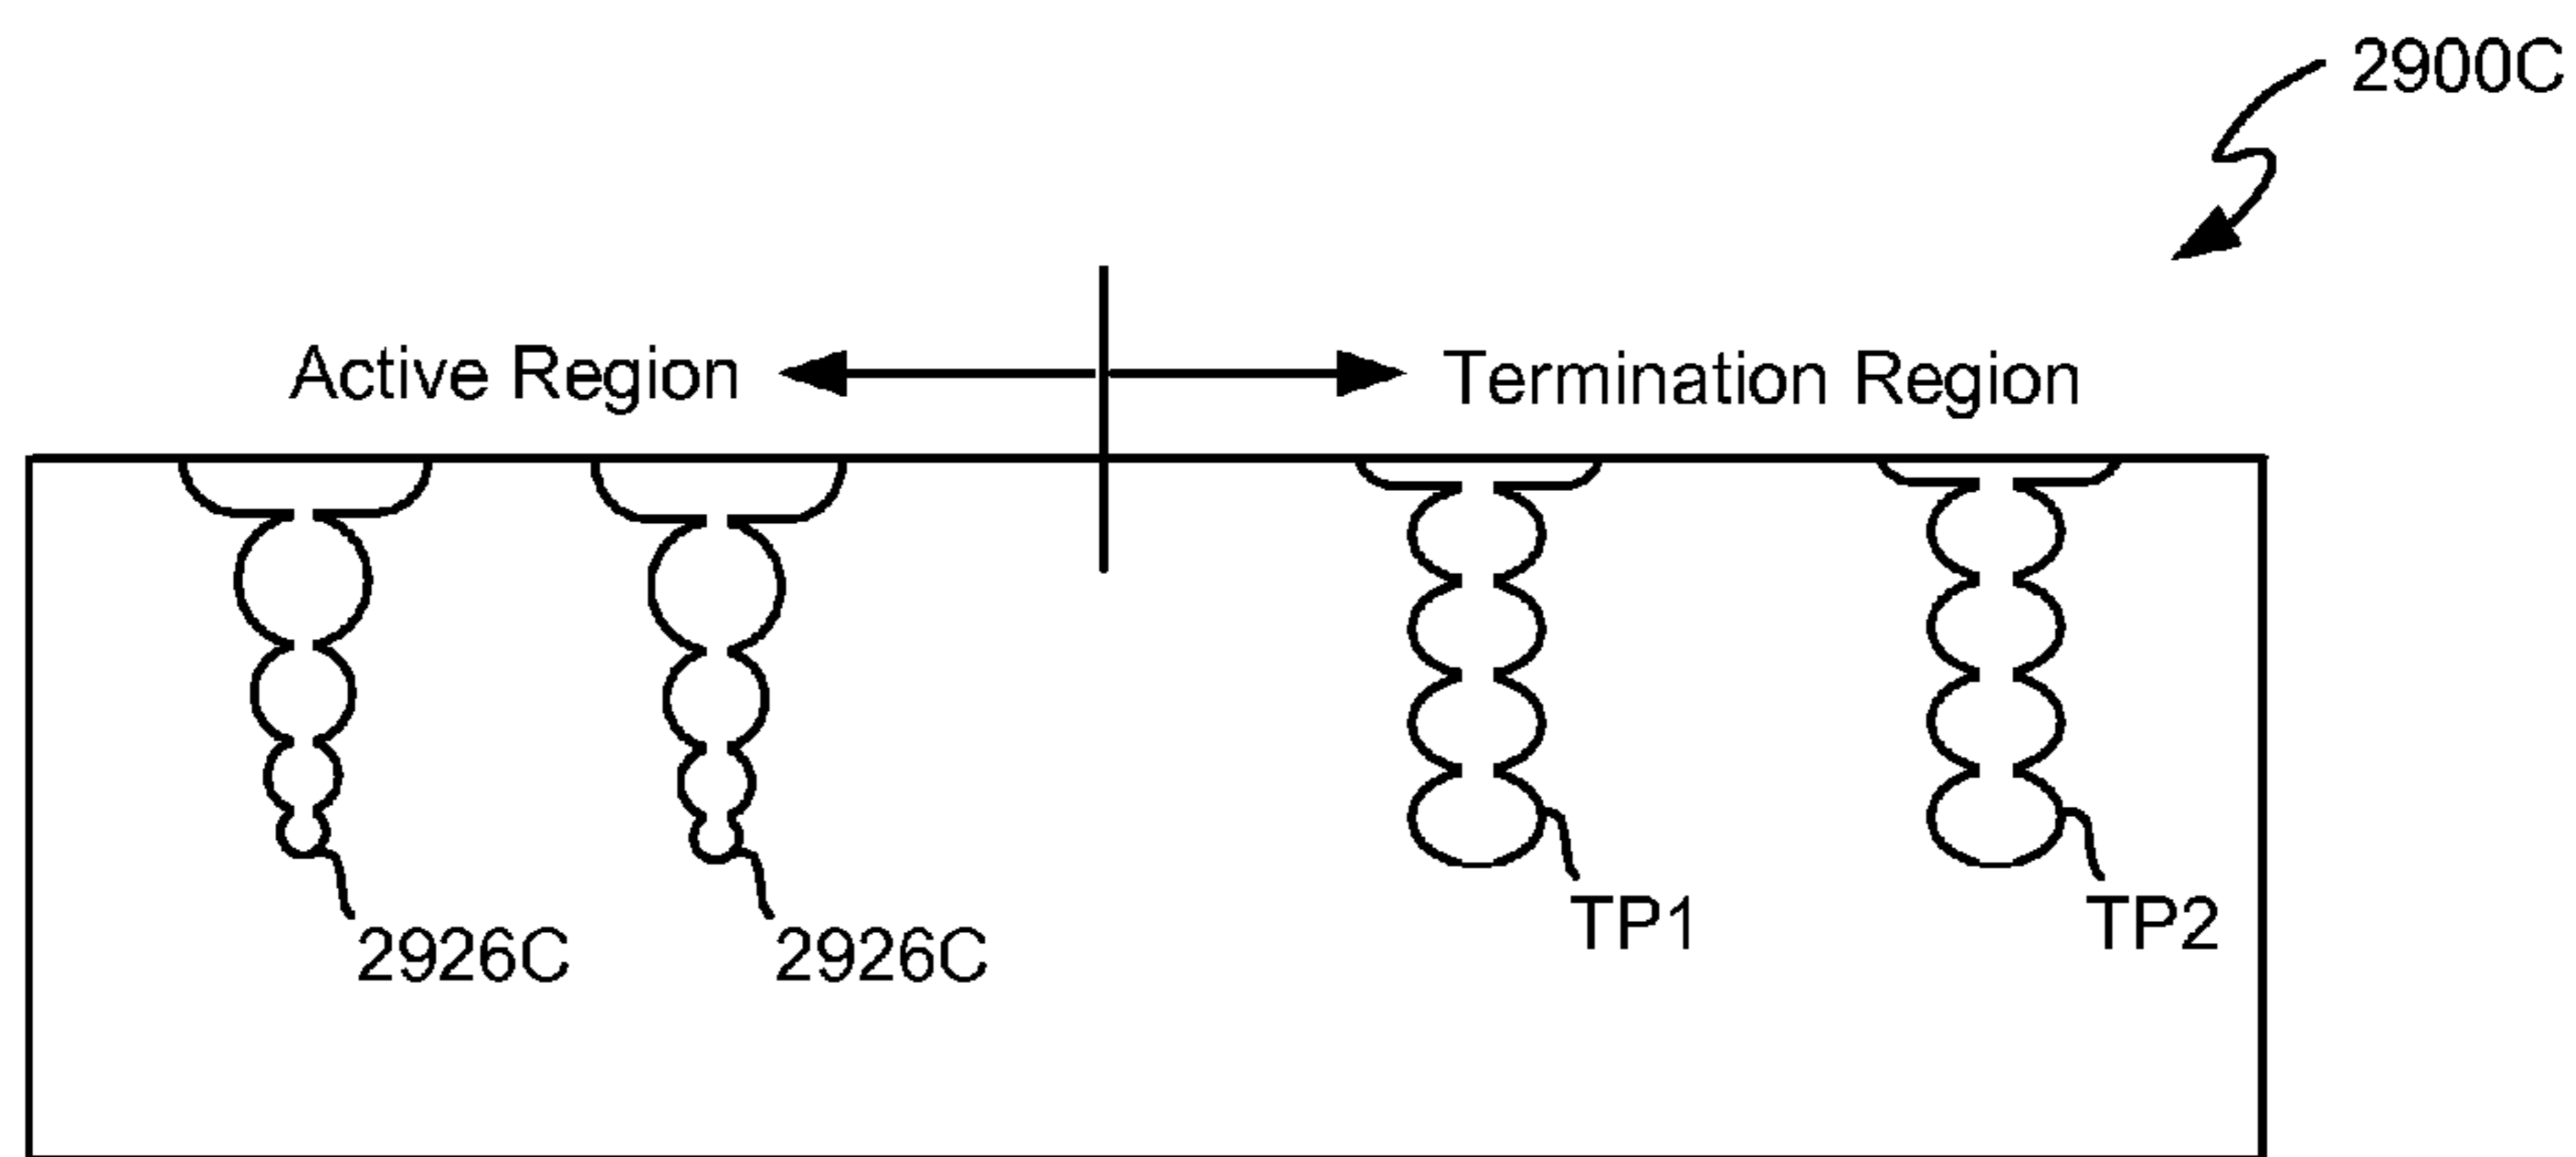 2900C
Active Region
Termination Region
TP1
TP2
2926C
2926C